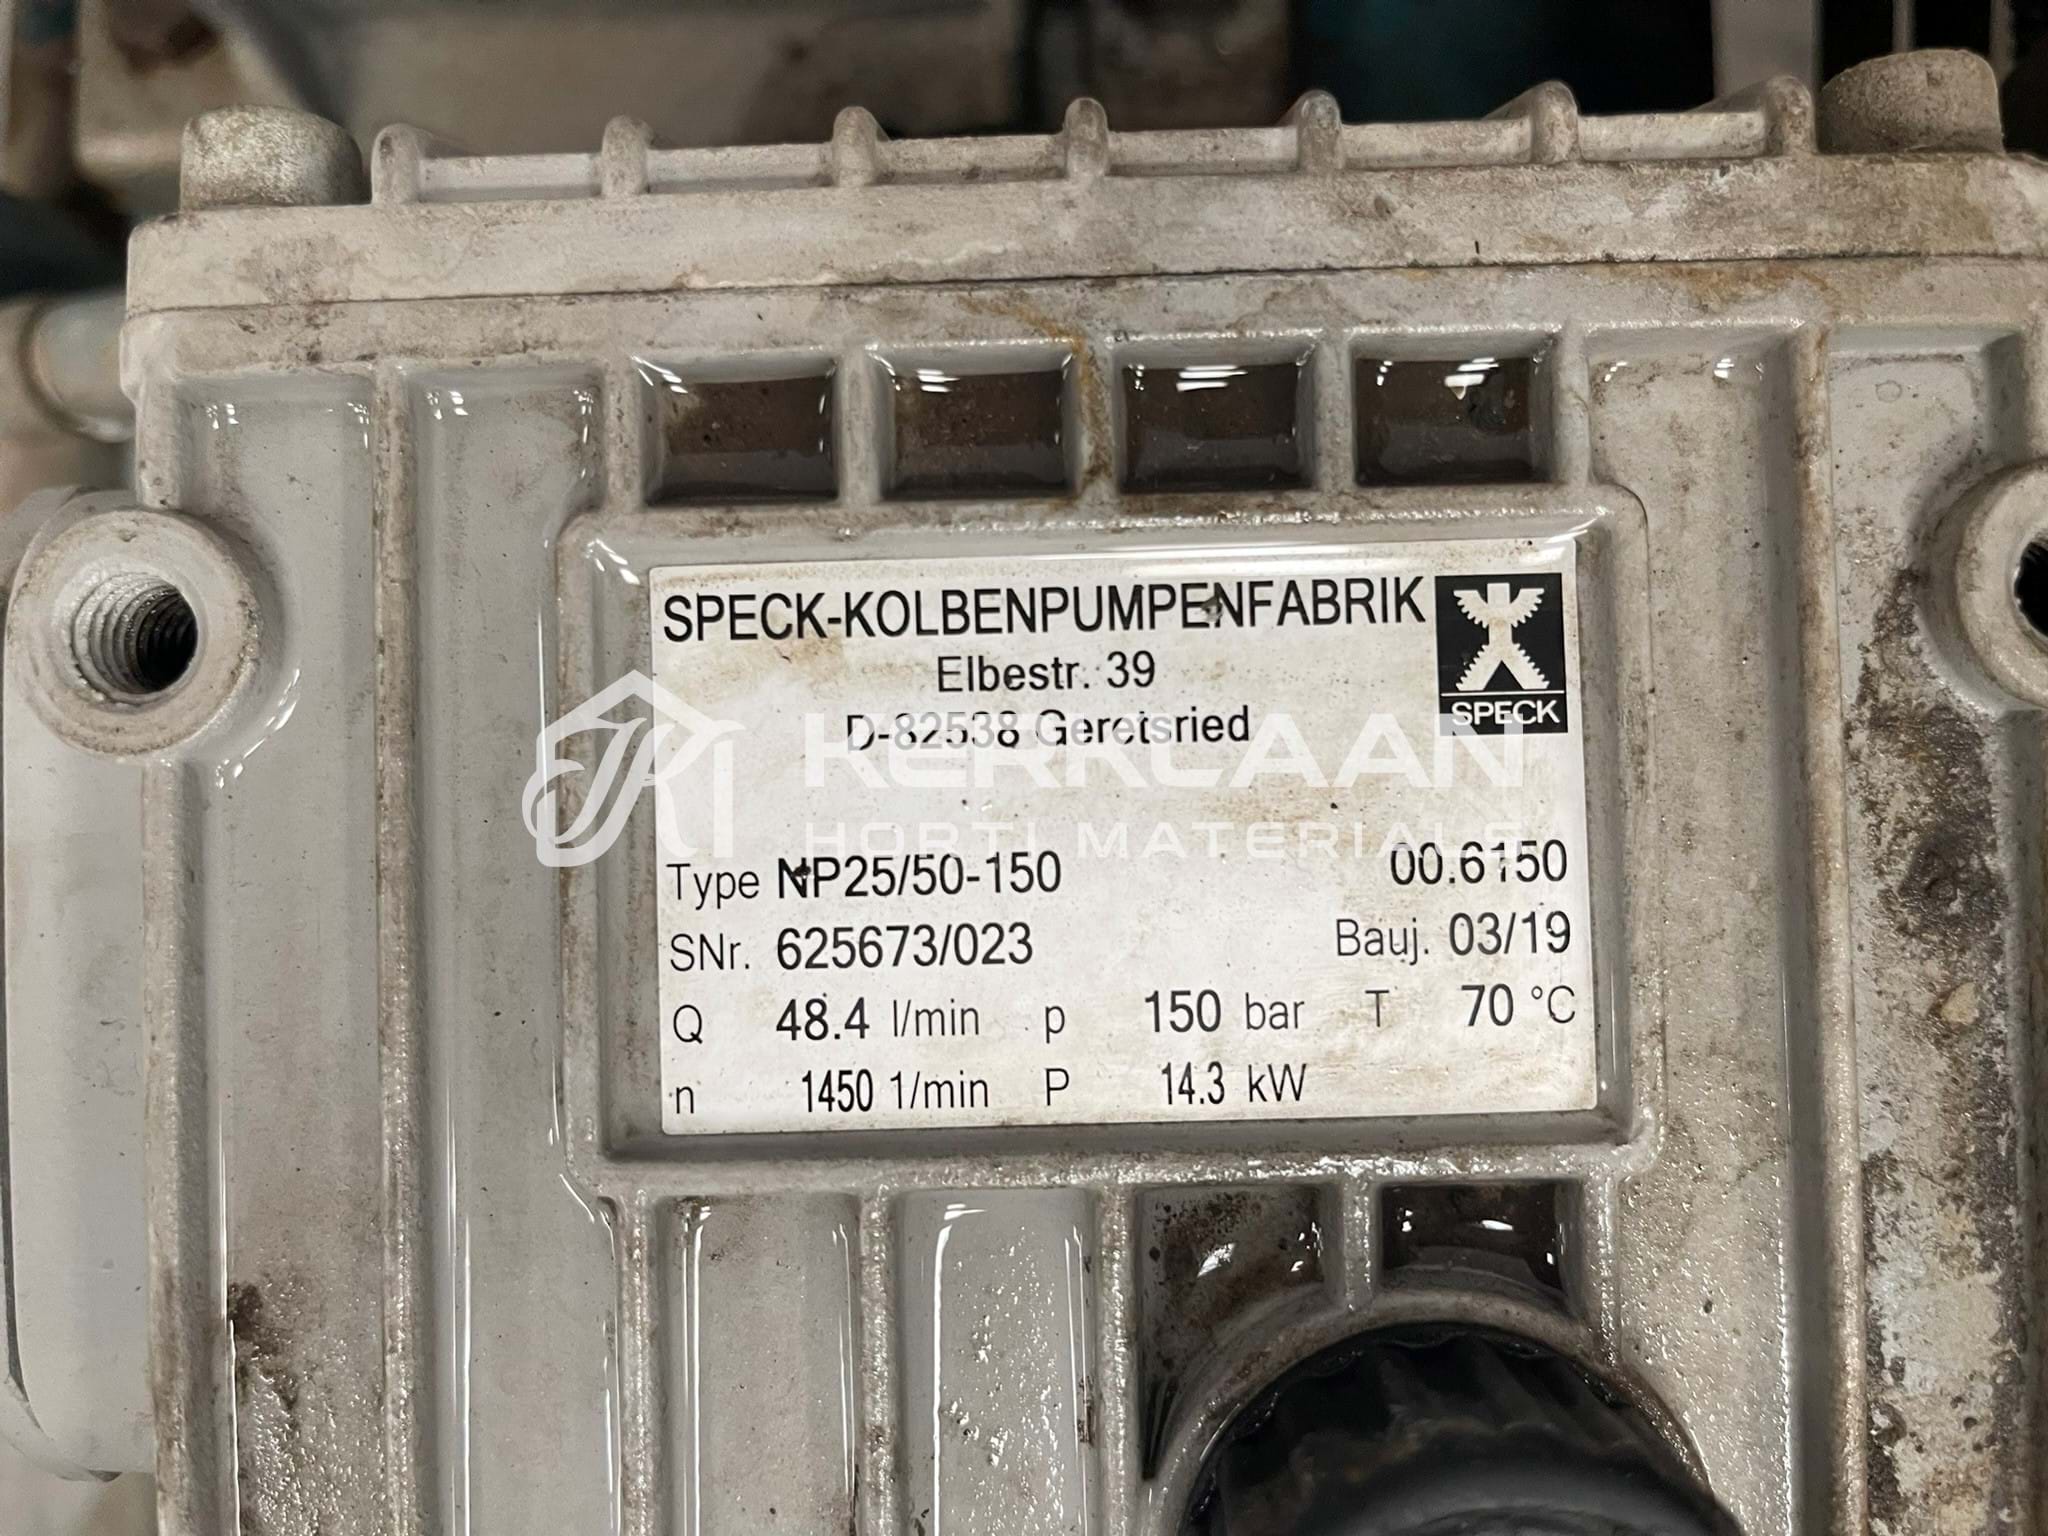 SPECK-KOLBENPUMPENFABRIK
SPECK
Elbestr. 39
D-82538 Geretsried
KERKLAAN
HORTI MATERIALS
Type NP25/50-150 00.6150
SNr. 625673/023 Bauj. 03/19
Q 48.4 l/min p 150 bar T 70 °C
n 1450 1/min P 14.3 kW